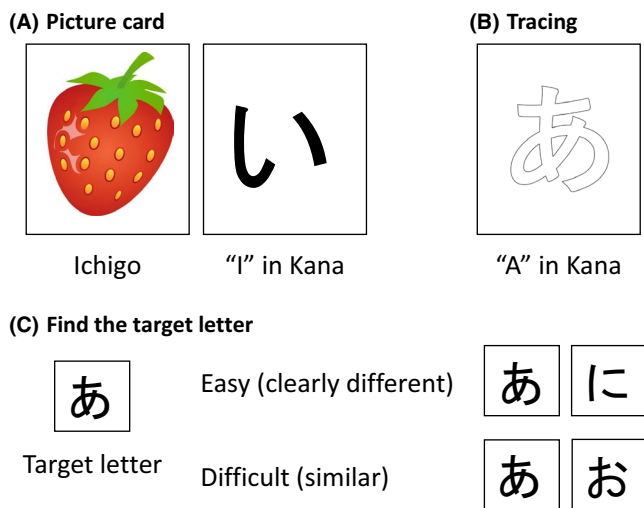 (A) Picture card
い
Ichigo
“I” in Kana
(B) Tracing
あ
“A” in Kana
(C) Find the target letter
あ
Target letter
Easy (clearly different)
あ に
Difficult (similar)
あ お